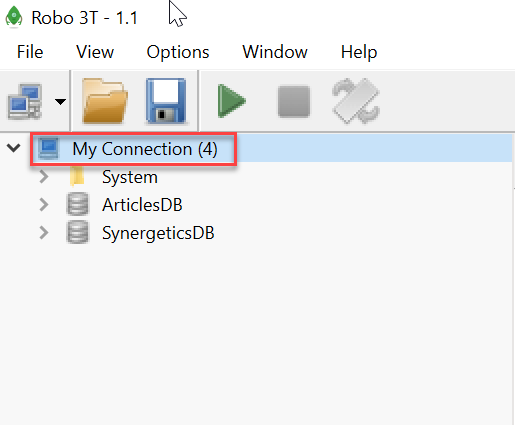 Robo 3T - 1.1
File View Options Window Help
My Connection (4)
System
ArticlesDB
SynergeticsDB